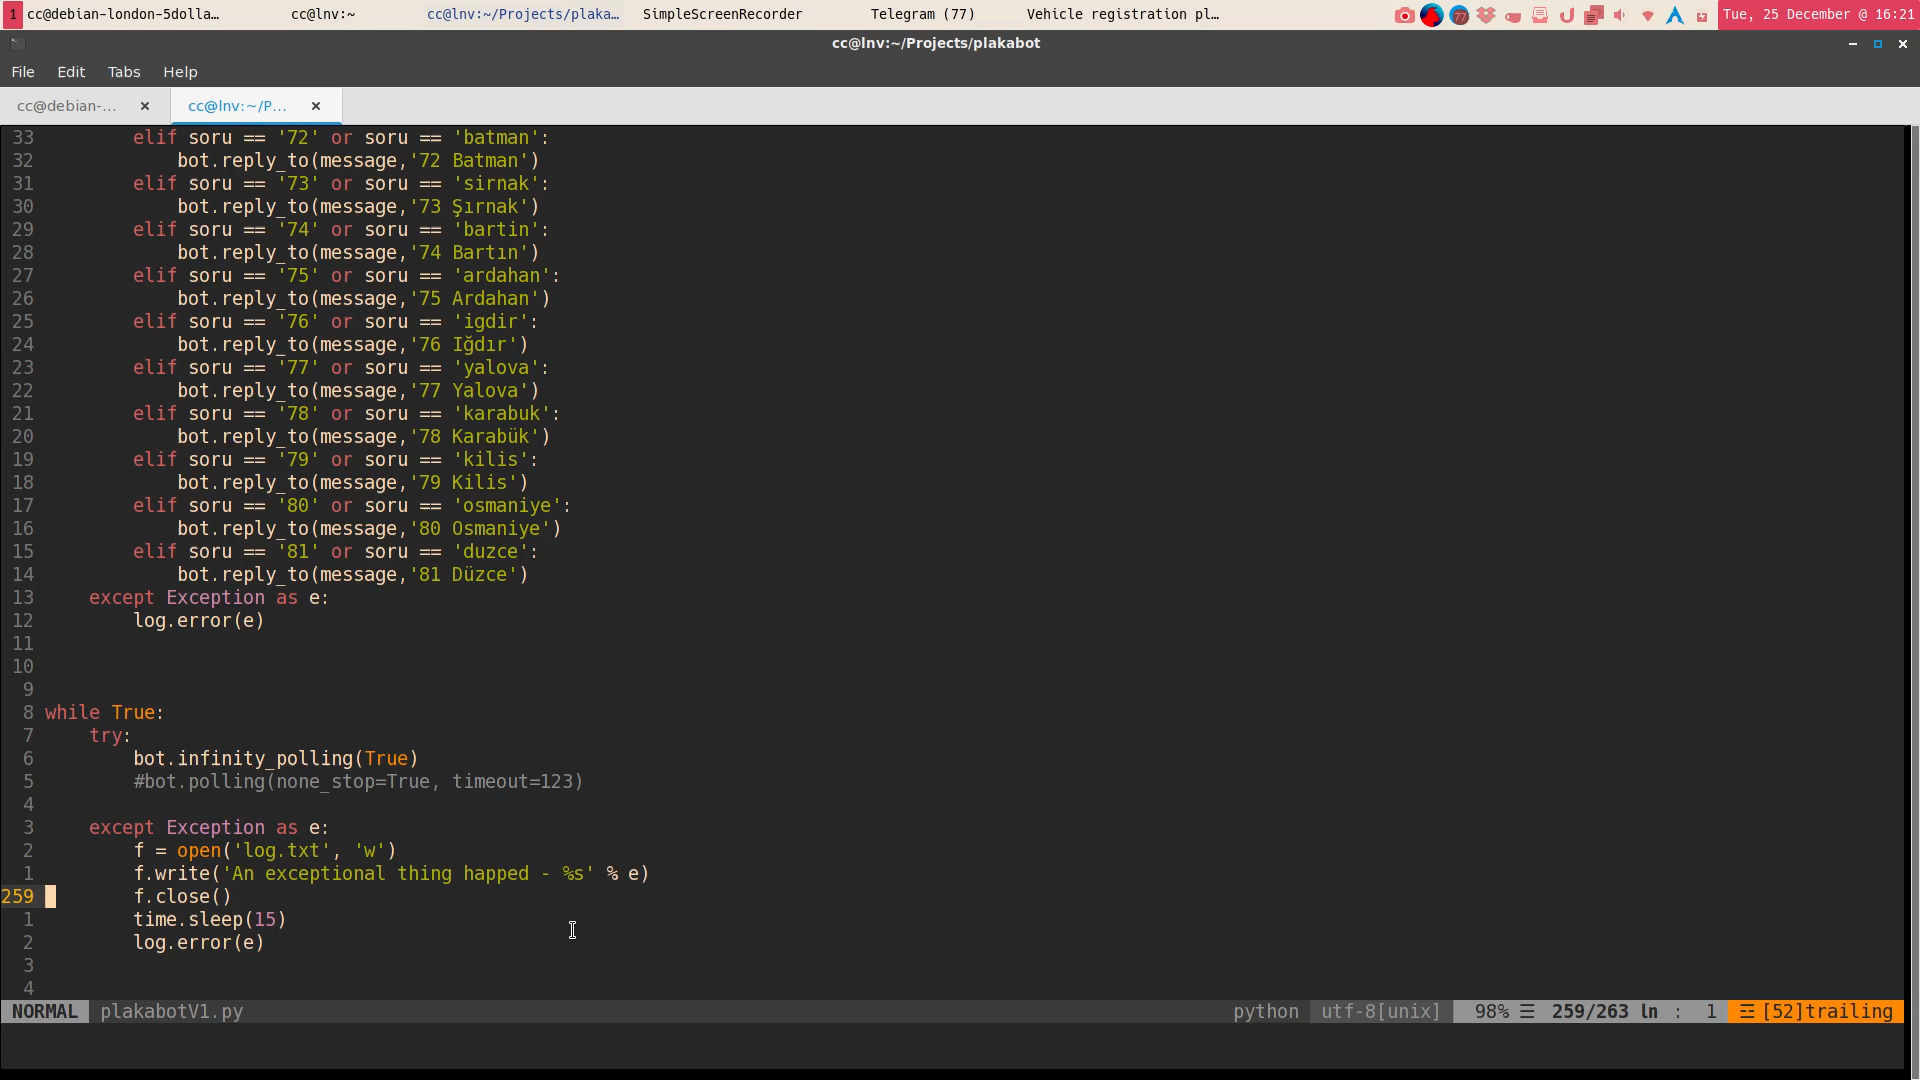 1 cc@debian-london-5dolla… cc@lnv:~ cc@lnv:~/Projects/plaka… SimpleScreenRecorder Telegram (77) Vehicle registration pl… 77 Tue, 25 December @ 16:21
cc@lnv:~/Projects/plakabot
File Edit Tabs Help
cc@debian-… cc@lnv:~/P…
33 elif soru == '72' or soru == 'batman':
32 bot.reply_to(message,'72 Batman')
31 elif soru == '73' or soru == 'sirnak':
30 bot.reply_to(message,'73 Şırnak')
29 elif soru == '74' or soru == 'bartin':
28 bot.reply_to(message,'74 Bartın')
27 elif soru == '75' or soru == 'ardahan':
26 bot.reply_to(message,'75 Ardahan')
25 elif soru == '76' or soru == 'igdir':
24 bot.reply_to(message,'76 Iğdır')
23 elif soru == '77' or soru == 'yalova':
22 bot.reply_to(message,'77 Yalova')
21 elif soru == '78' or soru == 'karabuk':
20 bot.reply_to(message,'78 Karabük')
19 elif soru == '79' or soru == 'kilis':
18 bot.reply_to(message,'79 Kilis')
17 elif soru == '80' or soru == 'osmaniye':
16 bot.reply_to(message,'80 Osmaniye')
15 elif soru == '81' or soru == 'duzce':
14 bot.reply_to(message,'81 Düzce')
13 except Exception as e:
12 log.error(e)
11
10
9
8 while True:
7 try:
6 bot.infinity_polling(True)
5 #bot.polling(none_stop=True, timeout=123)
4
3 except Exception as e:
2 f = open('log.txt', 'w')
1 f.write('An exceptional thing happed - %s' % e)
259 f.close()
1 time.sleep(15)
2 log.error(e)
3
4
NORMAL plakabotV1.py python utf-8[unix] 98% ☰ 259/263 ln : 1 ☲ [52]trailing